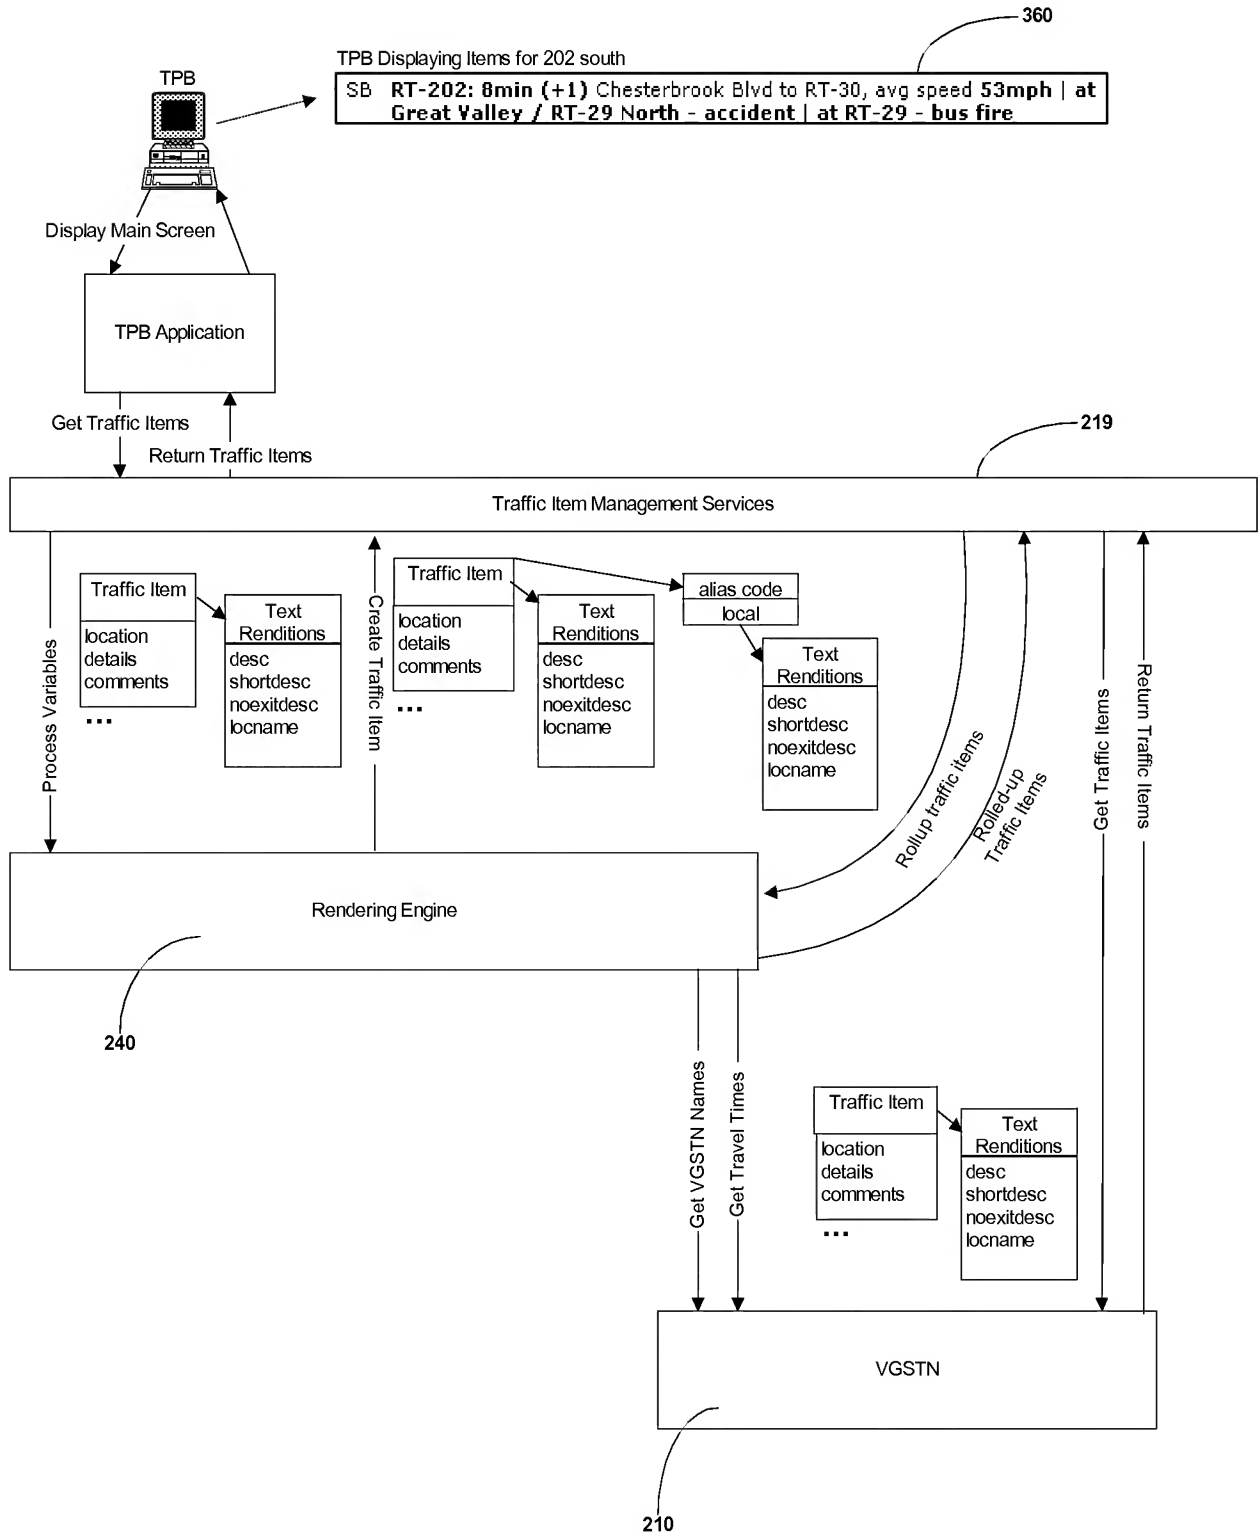 360
TPB Displaying Items for 202 south
TPB
SB RT-202: 8min (+1) Chesterbrook Blvd to RT-30, avg speed 53mph | at
Great Valley / RT-29 North - accident | at RT-29 - bus fire
Display Main Screen
TPB Application
Get Traffic Items
Return Traffic Items
219
Traffic Item Management Services
Process Variables
Traffic Item
location
details
comments
...
Text
Renditions
desc
shortdesc
noexitdesc
locname
Create Traffic Item
Traffic Item
location
details
comments
...
Text
Renditions
desc
shortdesc
noexitdesc
locname
alias code
local
Text
Renditions
desc
shortdesc
noexitdesc
locname
Rollup traffic items
Rolled-up
Traffic Items
Get Traffic Items
Return Traffic Items
Rendering Engine
240
Get VGSTN Names
Get Travel Times
Traffic Item
location
details
comments
...
Text
Renditions
desc
shortdesc
noexitdesc
locname
VGSTN
210